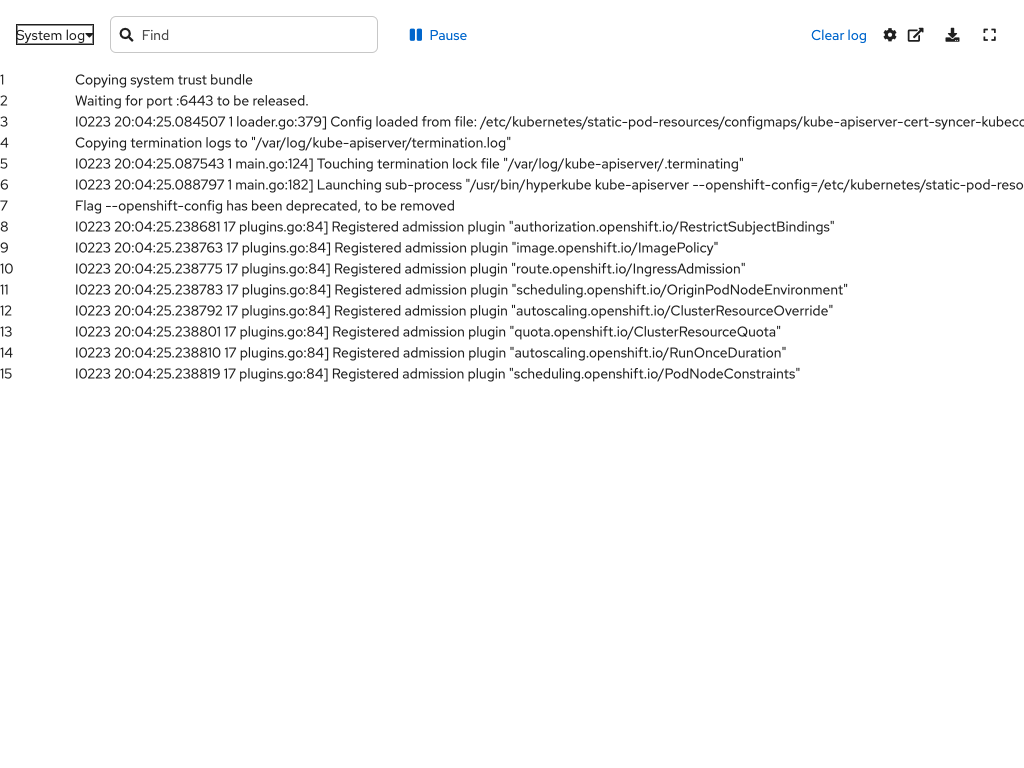 System log
Find
Pause
Clear log
1 Copying system trust bundle
2 Waiting for port :6443 to be released.
3 I0223 20:04:25.084507 1 loader.go:379] Config loaded from file: /etc/kubernetes/static-pod-resources/configmaps/kube-apiserver-cert-syncer-kubeco
4 Copying termination logs to "/var/log/kube-apiserver/termination.log"
5 I0223 20:04:25.087543 1 main.go:124] Touching termination lock file "/var/log/kube-apiserver/.terminating"
6 I0223 20:04:25.088797 1 main.go:182] Launching sub-process "/usr/bin/hyperkube kube-apiserver --openshift-config=/etc/kubernetes/static-pod-reso
7 Flag --openshift-config has been deprecated, to be removed
8 I0223 20:04:25.238681 17 plugins.go:84] Registered admission plugin "authorization.openshift.io/RestrictSubjectBindings"
9 I0223 20:04:25.238763 17 plugins.go:84] Registered admission plugin "image.openshift.io/ImagePolicy"
10 I0223 20:04:25.238775 17 plugins.go:84] Registered admission plugin "route.openshift.io/IngressAdmission"
11 I0223 20:04:25.238783 17 plugins.go:84] Registered admission plugin "scheduling.openshift.io/OriginPodNodeEnvironment"
12 I0223 20:04:25.238792 17 plugins.go:84] Registered admission plugin "autoscaling.openshift.io/ClusterResourceOverride"
13 I0223 20:04:25.238801 17 plugins.go:84] Registered admission plugin "quota.openshift.io/ClusterResourceQuota"
14 I0223 20:04:25.238810 17 plugins.go:84] Registered admission plugin "autoscaling.openshift.io/RunOnceDuration"
15 I0223 20:04:25.238819 17 plugins.go:84] Registered admission plugin "scheduling.openshift.io/PodNodeConstraints"